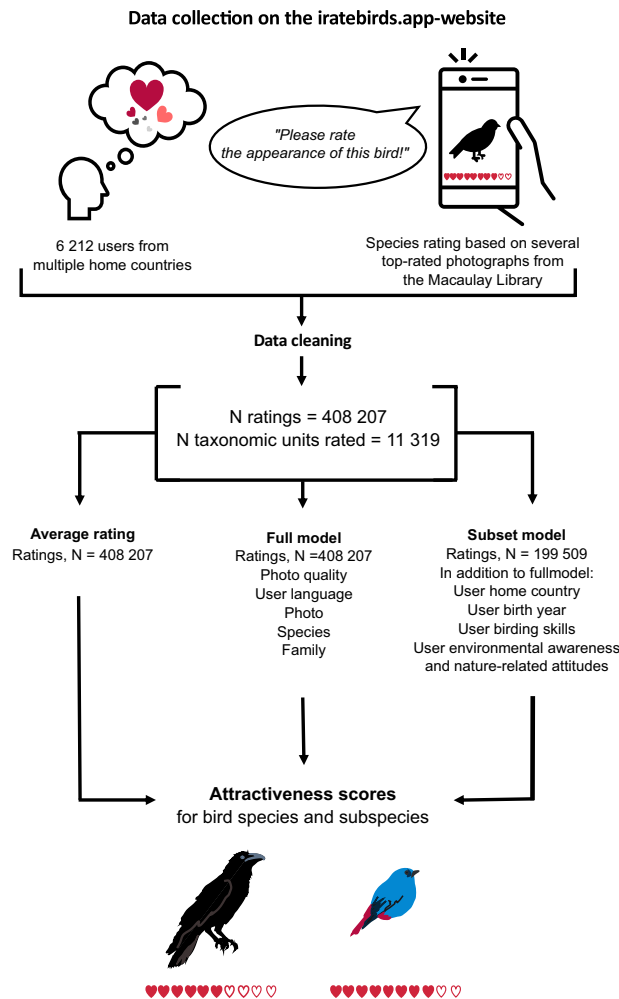 Data collection on the iratebirds.app-website
"Please rate
the appearance of this bird!"
6 212 users from
multiple home countries
Species rating based on several
top-rated photographs from
the Macaulay Library
Data cleaning
N ratings = 408 207
N taxonomic units rated = 11 319
Average rating
Ratings, N = 408 207
Full model
Ratings, N =408 207
Photo quality
User language
Photo
Species
Family
Subset model
Ratings, N = 199 509
In addition to fullmodel:
User home country
User birth year
User birding skills
User environmental awareness
and nature-related attitudes
Attractiveness scores
for bird species and subspecies